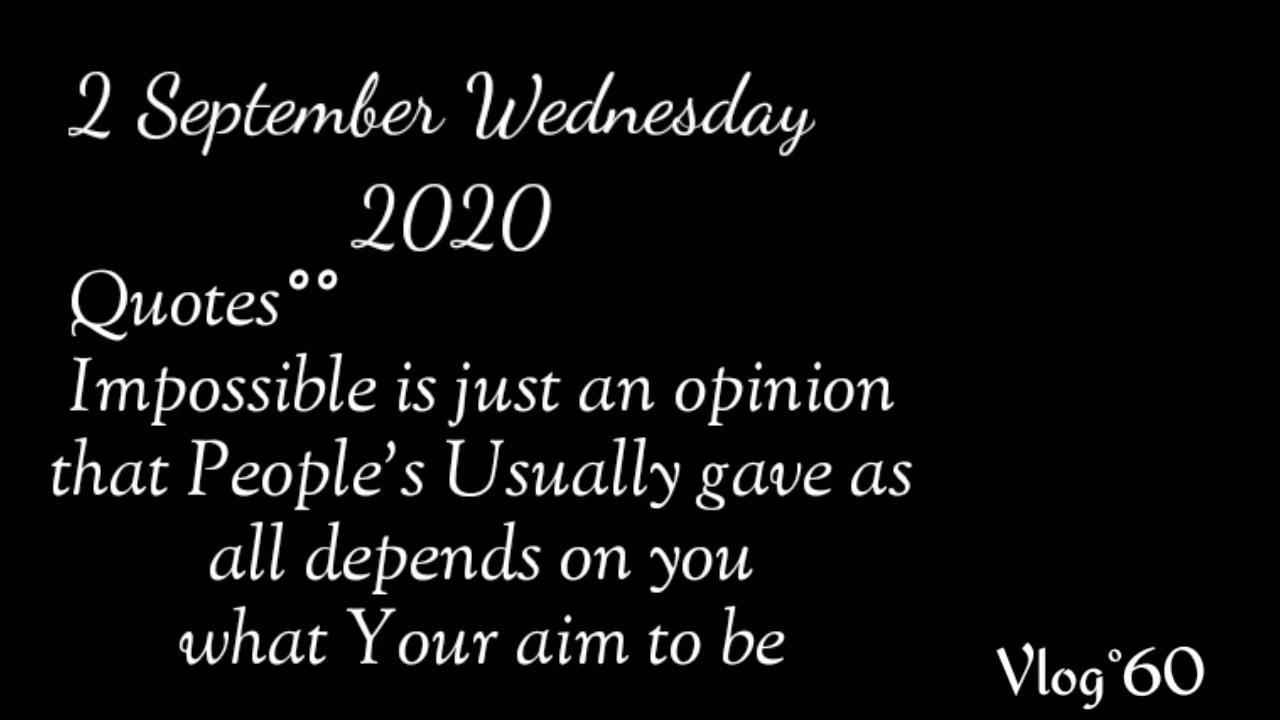 2 September Wednesday
2020
Quotes°°
Impossible is just an opinion
that People's Usually gave as
all depends on you
what Your aim to be
Vlog°60